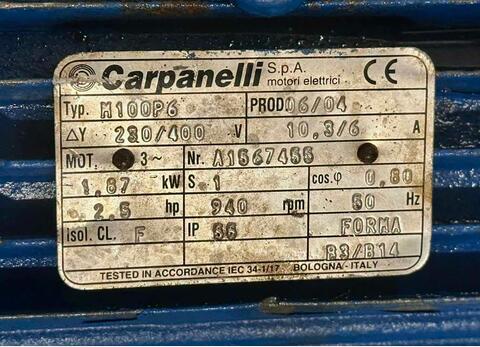 Carpanelli S.p.A.
motori elettrici CE
Typ. M100P6 PROD 06/04
ΔY 230/400 V 10,3/6 A
MOT. 3~ Nr. A1567455
1.87 kW S.1 cosφ 0,80
2.5 hp 940 rpm 50 Hz
isol. CL. F IP 55 FORMA
B3/B14
TESTED IN ACCORDANCE IEC 34-1/17 BOLOGNA - ITALY